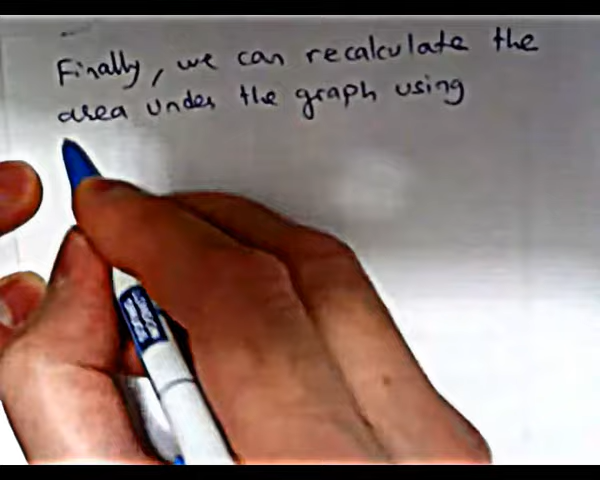 Finally, we can recalculate the
area under the graph using